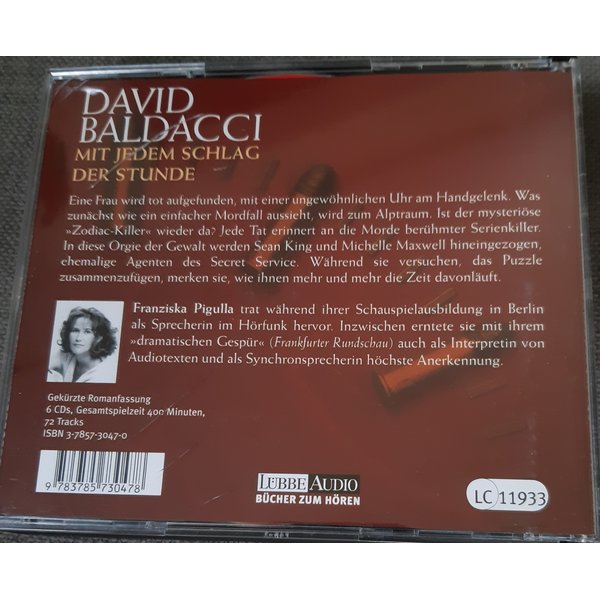 DAVID
BALDACCI
MIT JEDEM SCHLAG
DER STUNDE
Eine Frau wird tot aufgefunden, mit einer ungewöhnlichen Uhr am Handgelenk. Was
zunächst wie ein einfacher Mordfall aussieht, wird zum Alptraum. Ist der mysteriöse
»Zodiac-Killer« wieder da? Jede Tat erinnert an die Morde berühmter Serienkiller.
In diese Orgie der Gewalt werden Sean King und Michelle Maxwell hineingezogen,
ehemalige Agenten des Secret Service. Während sie versuchen, das Puzzle
zusammenzufügen, merken sie, wie ihnen mehr und mehr die Zeit davonläuft.
Franziska Pigulla trat während ihrer Schauspielausbildung in Berlin
als Sprecherin im Hörfunk hervor. Inzwischen erntete sie mit ihrem
»dramatischen Gespür« (Frankfurter Rundschau) auch als Interpretin von
Audiotexten und als Synchronsprecherin höchste Anerkennung.
Gekürzte Romanfassung
6 CDs, Gesamtspielzeit 400 Minuten,
72 Tracks
ISBN 3-7857-3047-0
9 783785 730478
LÜBBE AUDIO
BÜCHER ZUM HÖREN
LC 11933